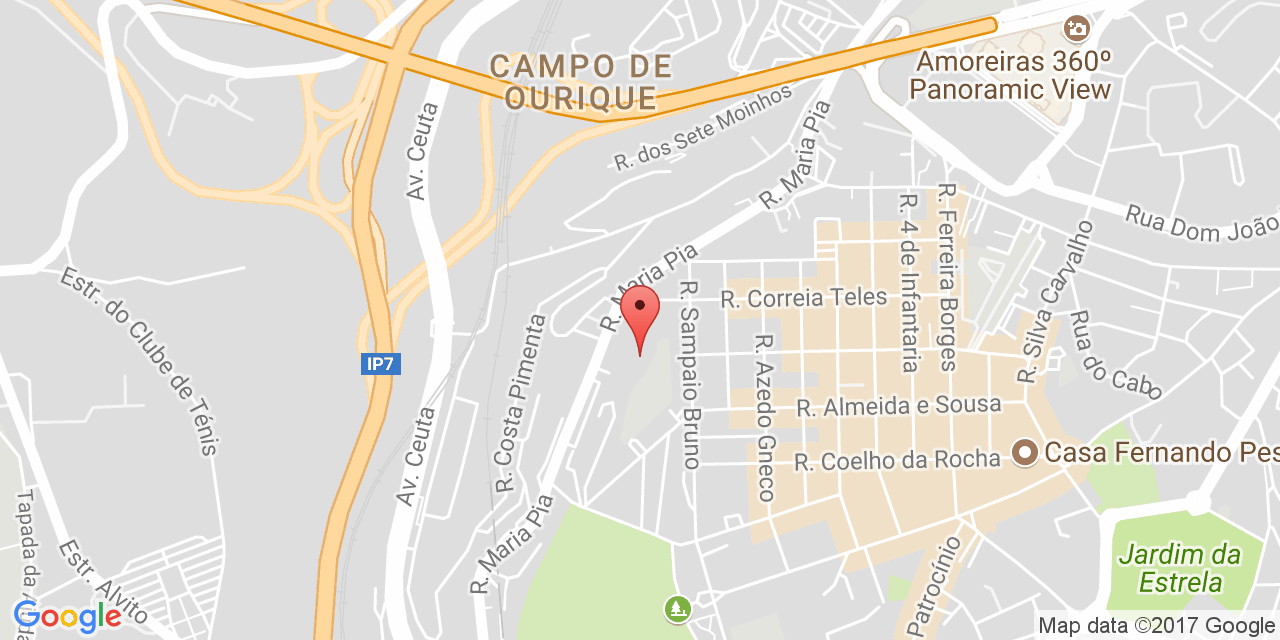 CAMPO DE
OURIQUE
Amoreiras 360º
Panoramic View
Av. Ceuta
R. dos Sete Moinhos
R. Maria Pia
R. Maria Pia
R. Ferreira Borges
R. 4 de Infantaria
Rua Dom João
R. Silva Carvalho
Estr. do Clube de Ténis
R. Correia Teles
R. Sampaio Bruno
R. Azedo Gneco
R. Costa Pimenta
Rua do Cabo
IP7
R. Almeida e Sousa
Av. Ceuta
R. Coelho da Rocha
Casa Fernando Pes
R. Maria Pia
Tapada da
Estr. Alvito
Patrocínio
Jardim da
Estrela
Google
Map data ©2017 Google